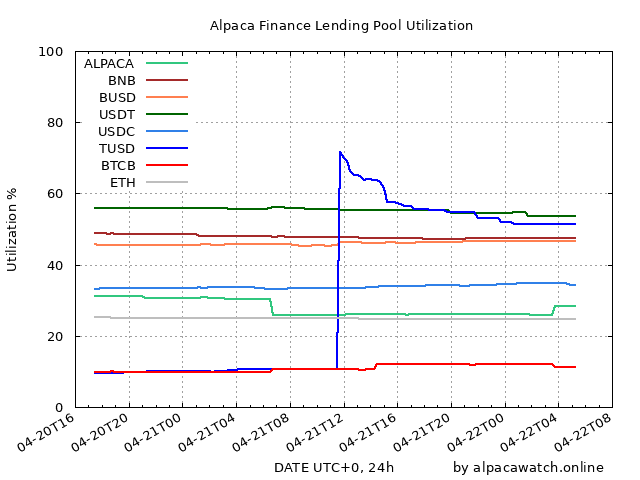 Alpaca Finance Lending Pool Utilization
Utilization %
100
80
60
40
20
0
ALPACA
BNB
BUSD
USDT
USDC
TUSD
BTCB
ETH
04-20T16
04-20T20
04-21T00
04-21T04
04-21T08
04-21T12
04-21T16
04-21T20
04-22T00
04-22T04
04-22T08
DATE UTC+0, 24h
by alpacawatch.online